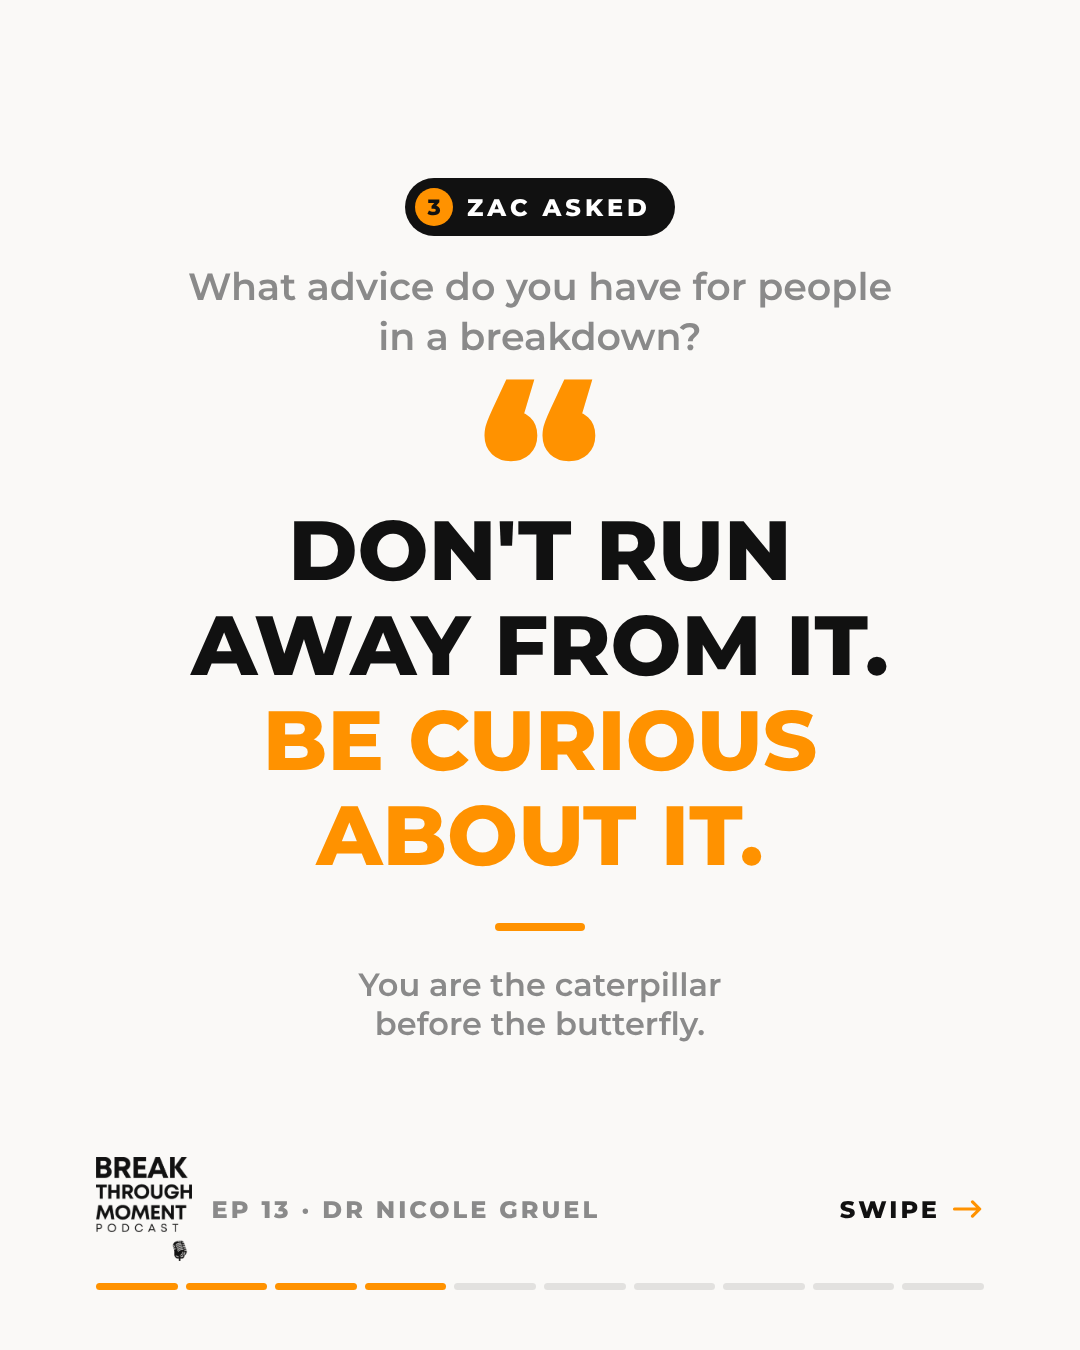 3 ZAC ASKED
What advice do you have for people
in a breakdown?
“
DON'T RUN
AWAY FROM IT.
BE CURIOUS
ABOUT IT.
You are the caterpillar
before the butterfly.
BREAK
THROUGH
MOMENT
PODCAST
EP 13 · DR NICOLE GRUEL
SWIPE →